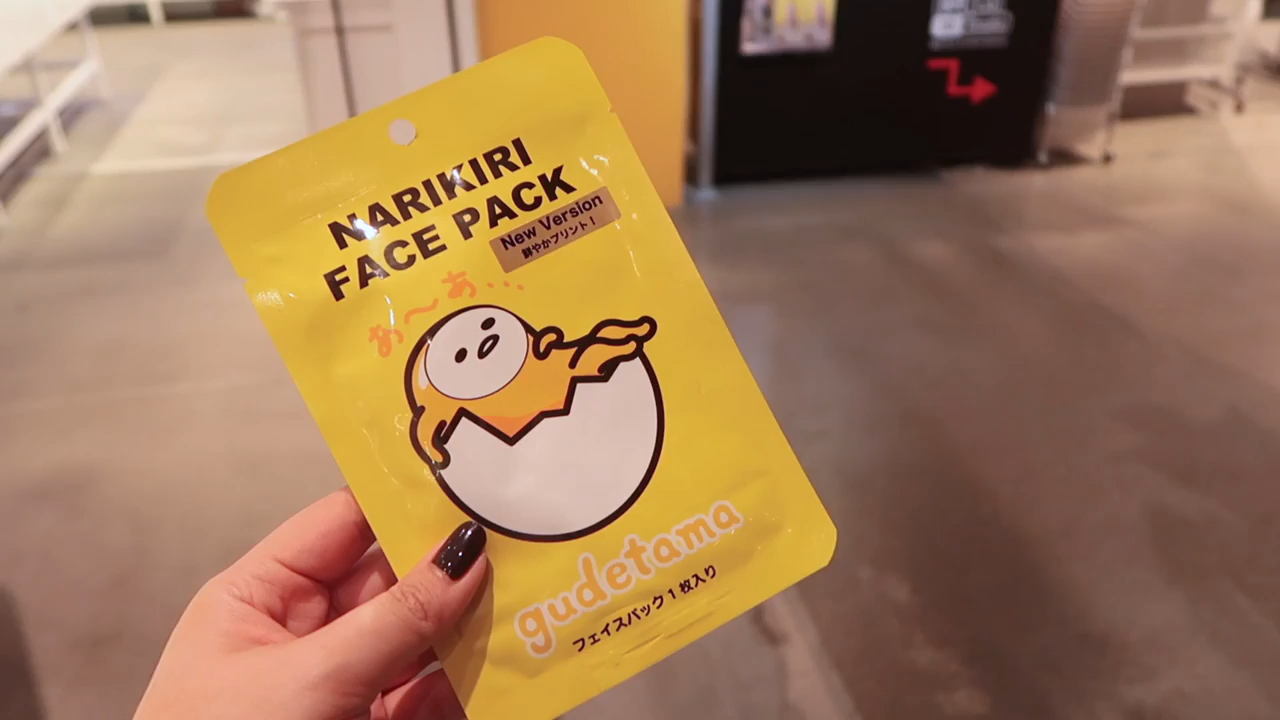 NARIKIRI
FACE PACK
New Version
鮮やかプリント!
あ〜あ...
gudetama
フェイスパック1枚入り